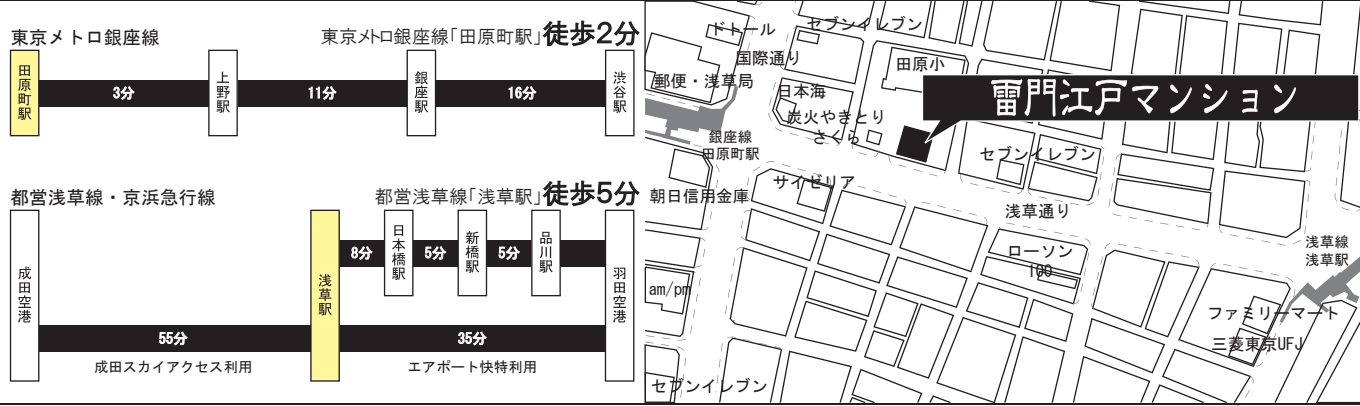 東京メトロ銀座線
東京メトロ銀座線「田原町駅」徒歩2分
田原町駅
3分
上野駅
11分
銀座駅
16分
渋谷駅
都営浅草線・京浜急行線
都営浅草線「浅草駅」徒歩5分
成田空港
55分
成田スカイアクセス利用
浅草駅
8分
日本橋駅
5分
新橋駅
5分
品川駅
35分
エアポート快特利用
羽田空港
ドトール
セブンイレブン
国際通り
田原小
郵便・浅草局
日本海
雷門江戸マンション
炭火やきとり
さくら
銀座線
田原町駅
セブンイレブン
サイゼリア
朝日信用金庫
浅草通り
ローソン
100
浅草線
浅草駅
am/pm
ファミリーマート
三菱東京UFJ
セブンイレブン